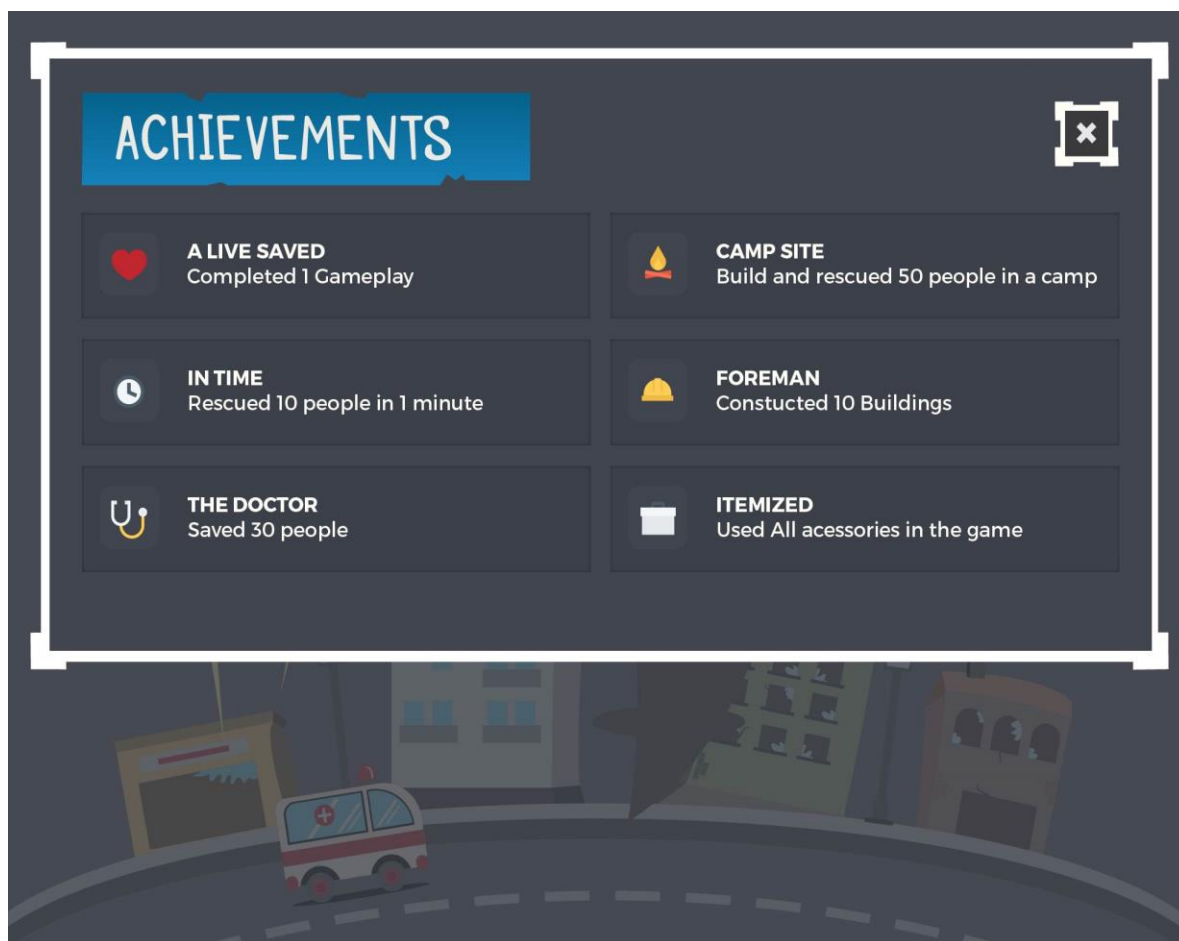 ACHIEVEMENTS
A LIVE SAVED
Completed 1 Gameplay
CAMP SITE
Build and rescued 50 people in a camp
IN TIME
Rescued 10 people in 1 minute
FOREMAN
Constucted 10 Buildings
THE DOCTOR
Saved 30 people
ITEMIZED
Used All acessories in the game